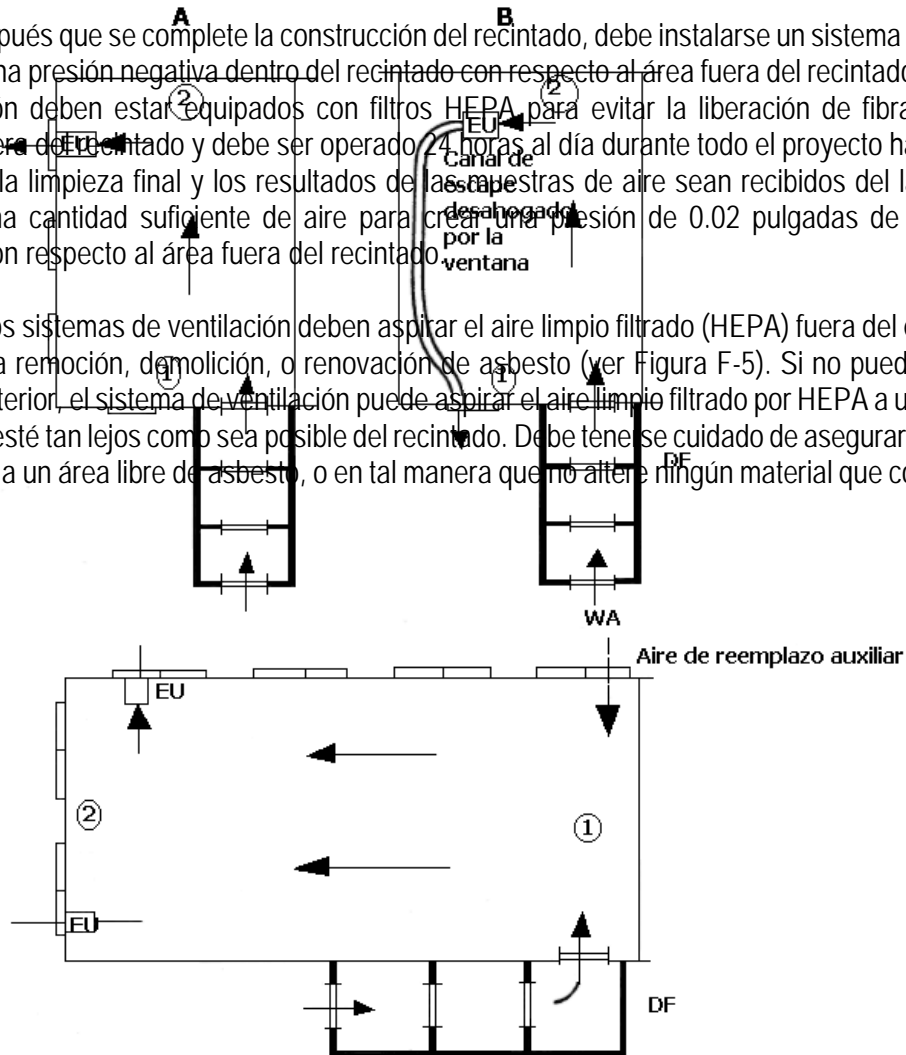 A B
pués que se complete la construcción del recintado, debe instalarse un sistema
na presión negativa dentro del recintado con respecto al área fuera del recintado
ón deben estar equipados con filtros HEPA para evitar la liberación de fibra
era del recintado y debe ser operado 24 horas al día durante todo el proyecto ha
la limpieza final y los resultados de las muestras de aire sean recibidos del la
na cantidad suficiente de aire para crear una presión de 0.02 pulgadas de
on respecto al área fuera del recintado.
2
EU
2
EU
Canal de
escape
desahogado
por la
ventana
os sistemas de ventilación deben aspirar el aire limpio filtrado (HEPA) fuera del
a remoción, demolición, o renovación de asbesto (ver Figura F-5). Si no pued
terior, el sistema de ventilación puede aspirar el aire limpio filtrado por HEPA a u
esté tan lejos como sea posible del recintado. Debe tenerse cuidado de asegurar
a un área libre de asbesto, o en tal manera que no altere ningún material que co
1
1
DF
WA
Aire de reemplazo auxiliar
EU
2
1
EU
DF